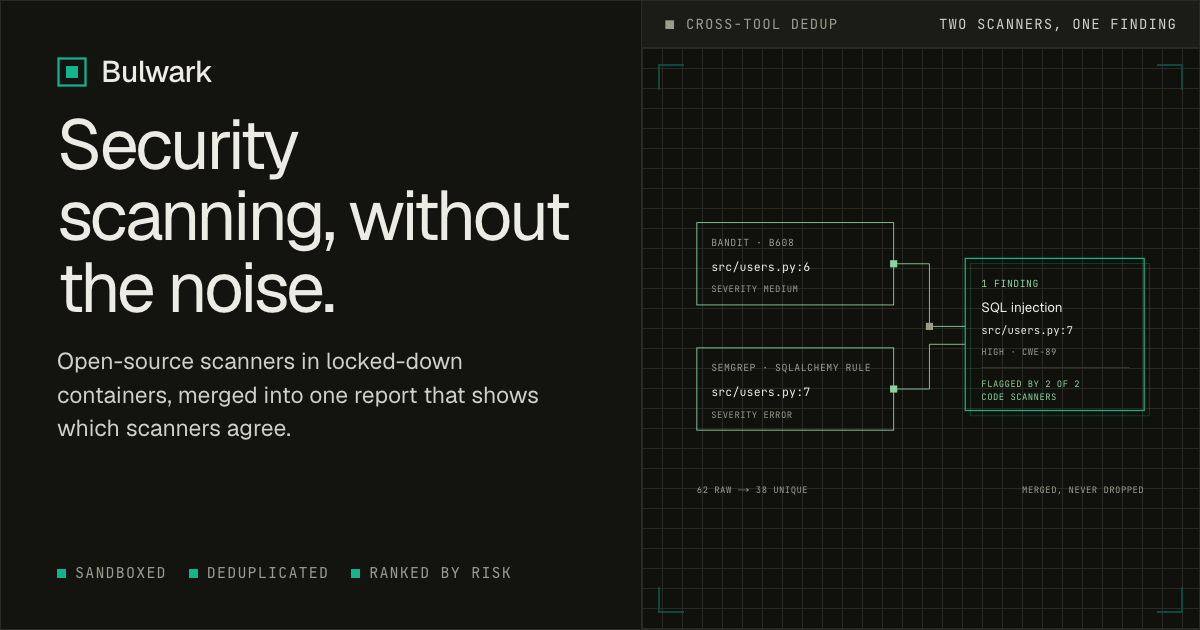 Bulwark
Security
scanning, without
the noise.
Open-source scanners in locked-down
containers, merged into one report that shows
which scanners agree.
SANDBOXED
DEDUPLICATED
RANKED BY RISK
CROSS-TOOL DEDUP
TWO SCANNERS, ONE FINDING
BANDIT · B608
src/users.py:6
SEVERITY MEDIUM
SEMGREP · SQLALCHEMY RULE
src/users.py:7
SEVERITY ERROR
1 FINDING
SQL injection
src/users.py:7
HIGH · CWE-89
FLAGGED BY 2 OF 2
CODE SCANNERS
62 RAW → 38 UNIQUE
MERGED, NEVER DROPPED